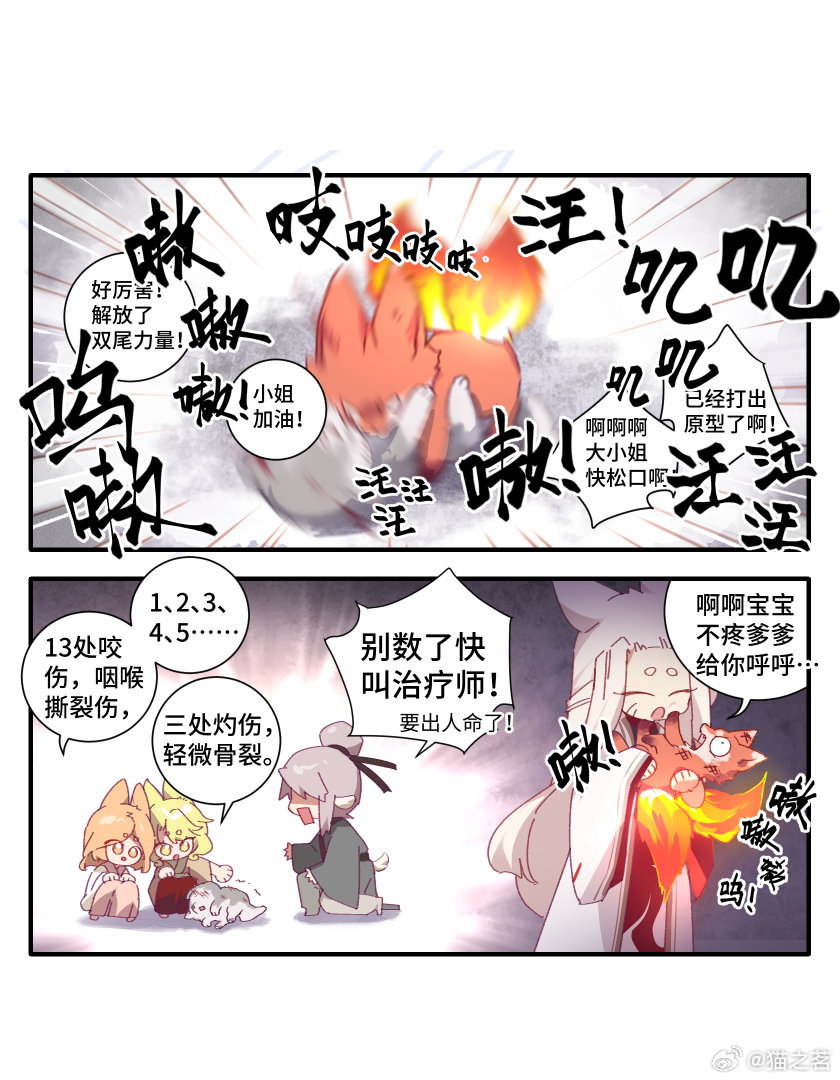 嗷
吱吱吱吱
汪！
叽
叽
好厉害！
解放了
双尾力量！
嗷
嗷！
小姐
加油！
叽
叽
已经打出
原型了啊！
啊啊啊
大小姐
快松口啊！
呜
嗷
汪
汪
汪
嗷！
汪
汪
汪
1、2、3、
4、5……
13处咬
伤，咽喉
撕裂伤，
三处灼伤，
轻微骨裂。
别数了快
叫治疗师！
要出人命了！
啊啊宝宝
不疼爹爹
给你呼呼…
嗷！
嗷
嗷
嗷
呜！
@猫之茗